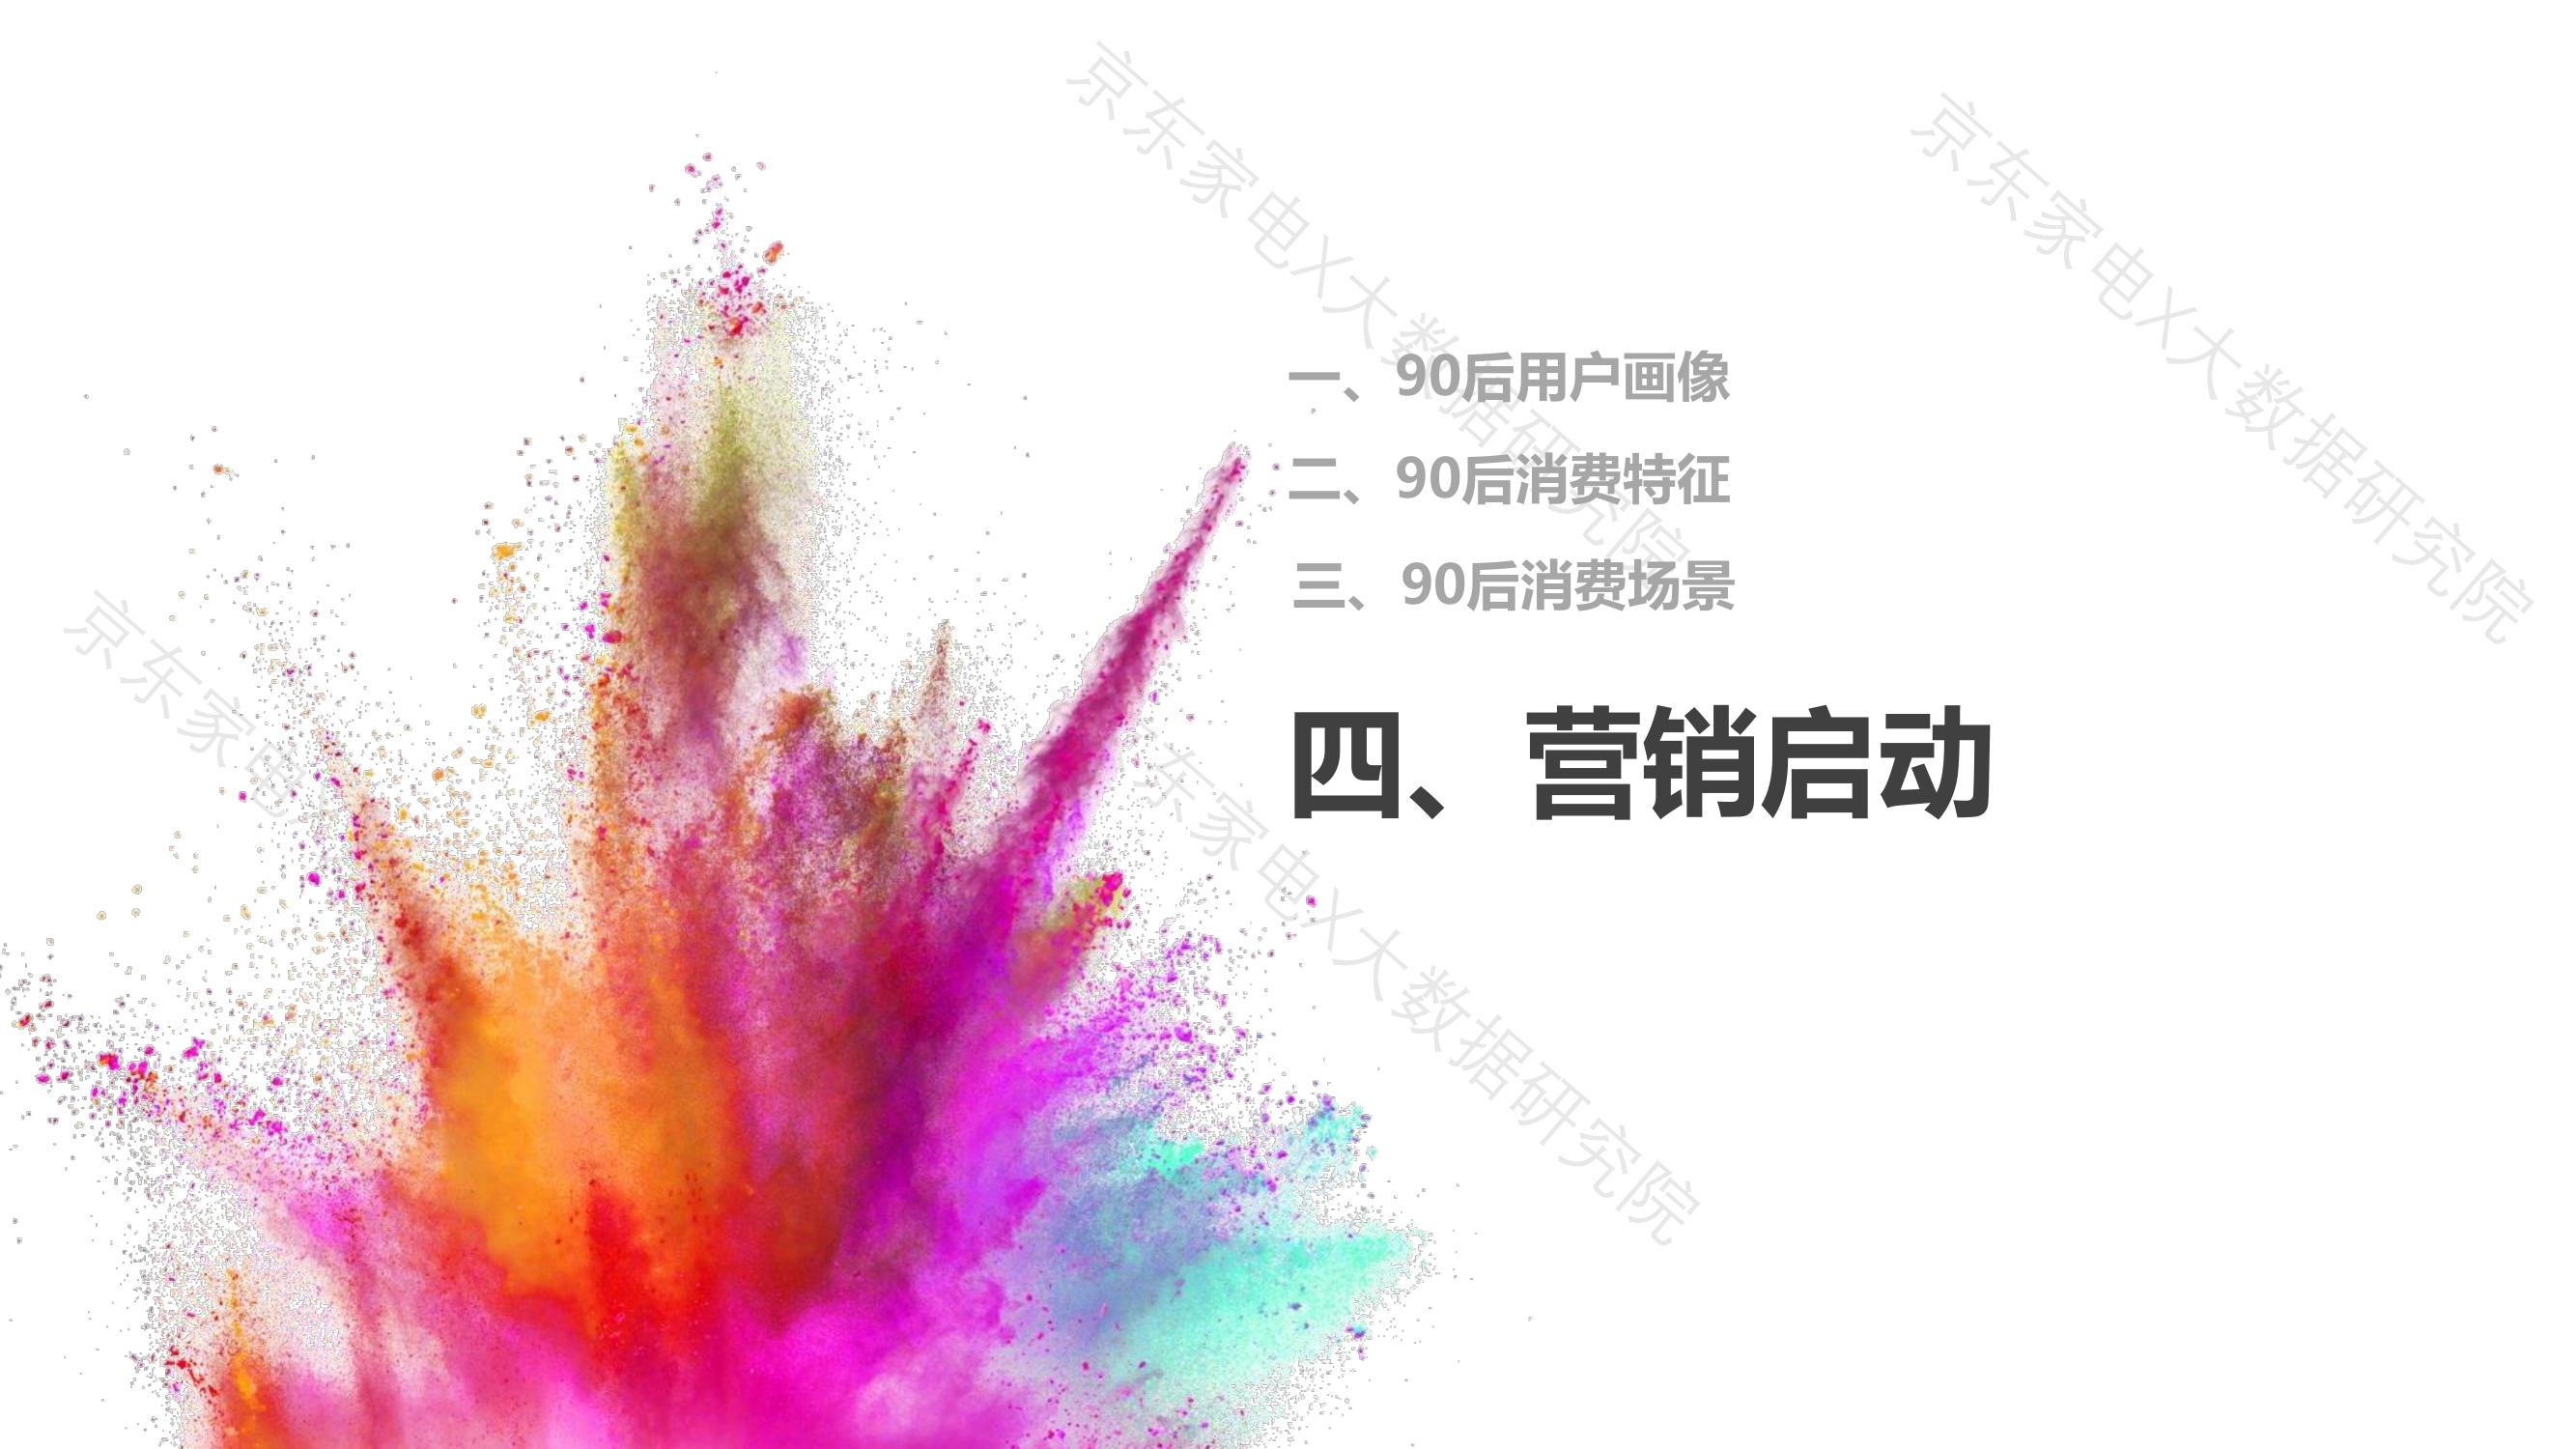 一、90后用户画像
二、90后消费特征
三、90后消费场景
四、营销启动
京东家电X大数据研究院
京东家电X大数据研究院
京东家电
东家电X大数据研究院